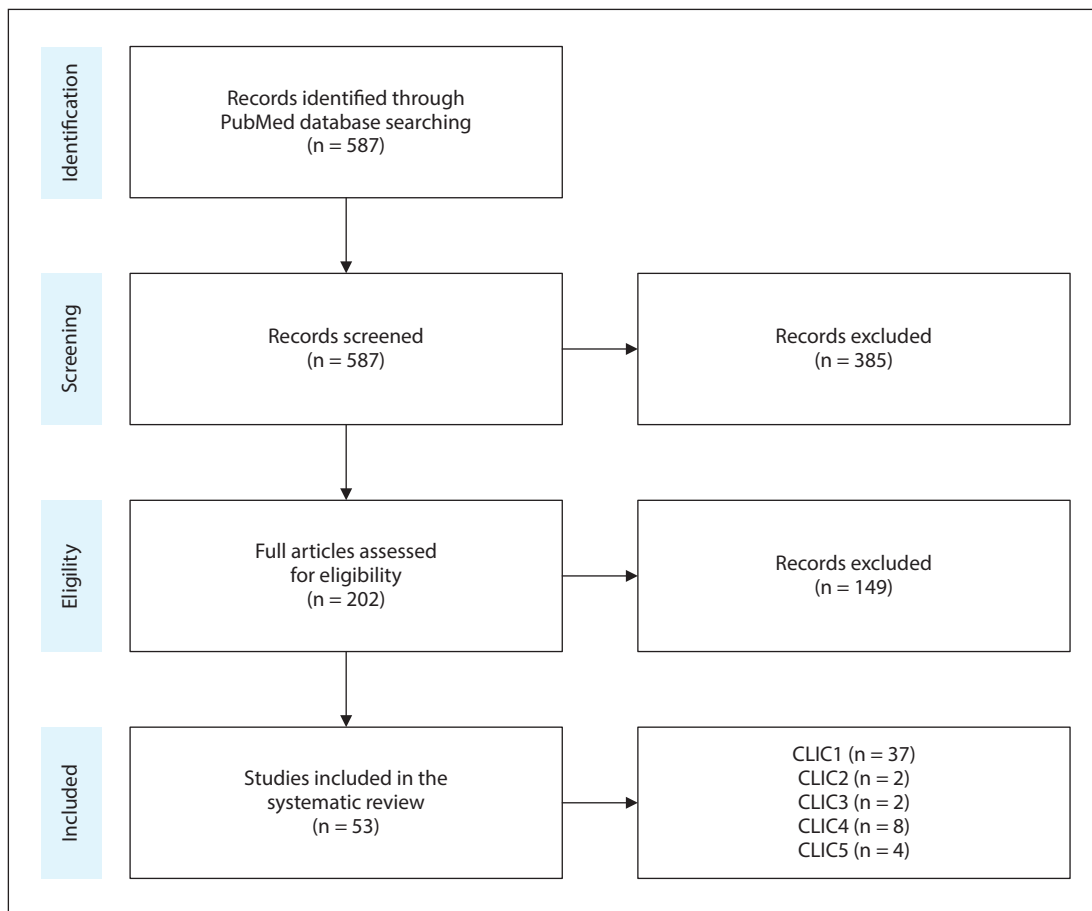 Identification
Records identified through
PubMed database searching
(n = 587)
Screening
Records screened
(n = 587)
Records excluded
(n = 385)
Eligility
Full articles assessed
for eligibility
(n = 202)
Records excluded
(n = 149)
Included
Studies included in the
systematic review
(n = 53)
CLIC1 (n = 37)
CLIC2 (n = 2)
CLIC3 (n = 2)
CLIC4 (n = 8)
CLIC5 (n = 4)